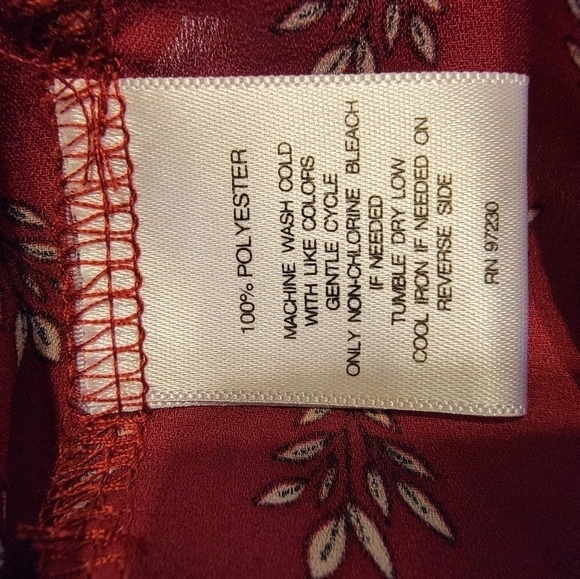 100% POLYESTER
MACHINE WASH COLD
WITH LIKE COLORS
GENTLE CYCLE
ONLY NON-CHLORINE BLEACH
IF NEEDED
TUMBLE DRY LOW
COOL IRON IF NEEDED ON
REVERSE SIDE
RN 97230